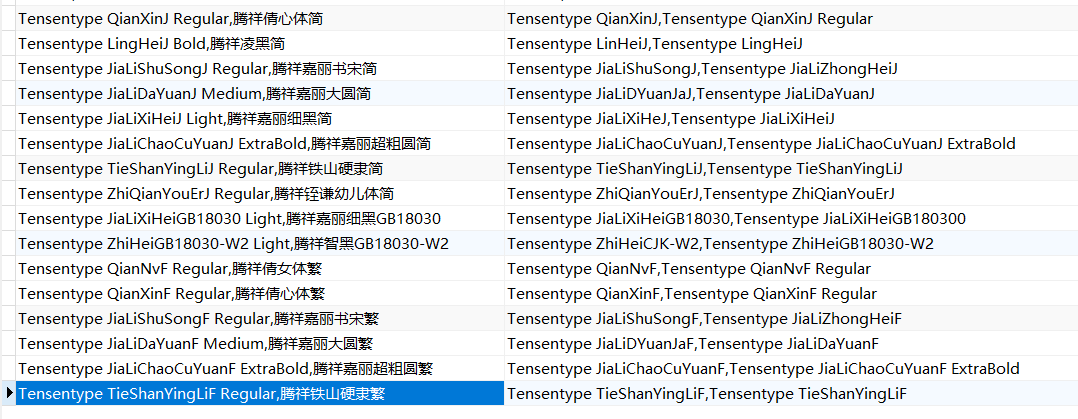 Tensentype QianXinJ Regular,腾祥倩心体简 Tensentype QianXinJ,Tensentype QianXinJ Regular
Tensentype LingHeiJ Bold,腾祥凌黑简 Tensentype LinHeiJ,Tensentype LingHeiJ
Tensentype JiaLiShuSongJ Regular,腾祥嘉丽书宋简 Tensentype JiaLiShuSongJ,Tensentype JiaLiZhongHeiJ
Tensentype JiaLiDaYuanJ Medium,腾祥嘉丽大圆简 Tensentype JiaLiDYuanJaJ,Tensentype JiaLiDaYuanJ
Tensentype JiaLiXiHeiJ Light,腾祥嘉丽细黑简 Tensentype JiaLiXiHeJ,Tensentype JiaLiXiHeiJ
Tensentype JiaLiChaoCuYuanJ ExtraBold,腾祥嘉丽超粗圆简 Tensentype JiaLiChaoCuYuanJ,Tensentype JiaLiChaoCuYuanJ ExtraBold
Tensentype TieShanYingLiJ Regular,腾祥铁山硬隶简 Tensentype TieShanYingLiJ,Tensentype TieShanYingLiJ
Tensentype ZhiQianYouErJ Regular,腾祥铚谦幼儿体简 Tensentype ZhiQianYouErJ,Tensentype ZhiQianYouErJ
Tensentype JiaLiXiHeiGB18030 Light,腾祥嘉丽细黑GB18030 Tensentype JiaLiXiHeiGB18030,Tensentype JiaLiXiHeiGB180300
Tensentype ZhiHeiGB18030-W2 Light,腾祥智黑GB18030-W2 Tensentype ZhiHeiCJK-W2,Tensentype ZhiHeiGB18030-W2
Tensentype QianNvF Regular,腾祥倩女体繁 Tensentype QianNvF,Tensentype QianNvF Regular
Tensentype QianXinF Regular,腾祥倩心体繁 Tensentype QianXinF,Tensentype QianXinF Regular
Tensentype JiaLiShuSongF Regular,腾祥嘉丽书宋繁 Tensentype JiaLiShuSongF,Tensentype JiaLiZhongHeiF
Tensentype JiaLiDaYuanF Medium,腾祥嘉丽大圆繁 Tensentype JiaLiDYuanJaF,Tensentype JiaLiDaYuanF
Tensentype JiaLiChaoCuYuanF ExtraBold,腾祥嘉丽超粗圆繁 Tensentype JiaLiChaoCuYuanF,Tensentype JiaLiChaoCuYuanF ExtraBold
Tensentype TieShanYingLiF Regular,腾祥铁山硬隶繁 Tensentype TieShanYingLiF,Tensentype TieShanYingLiF